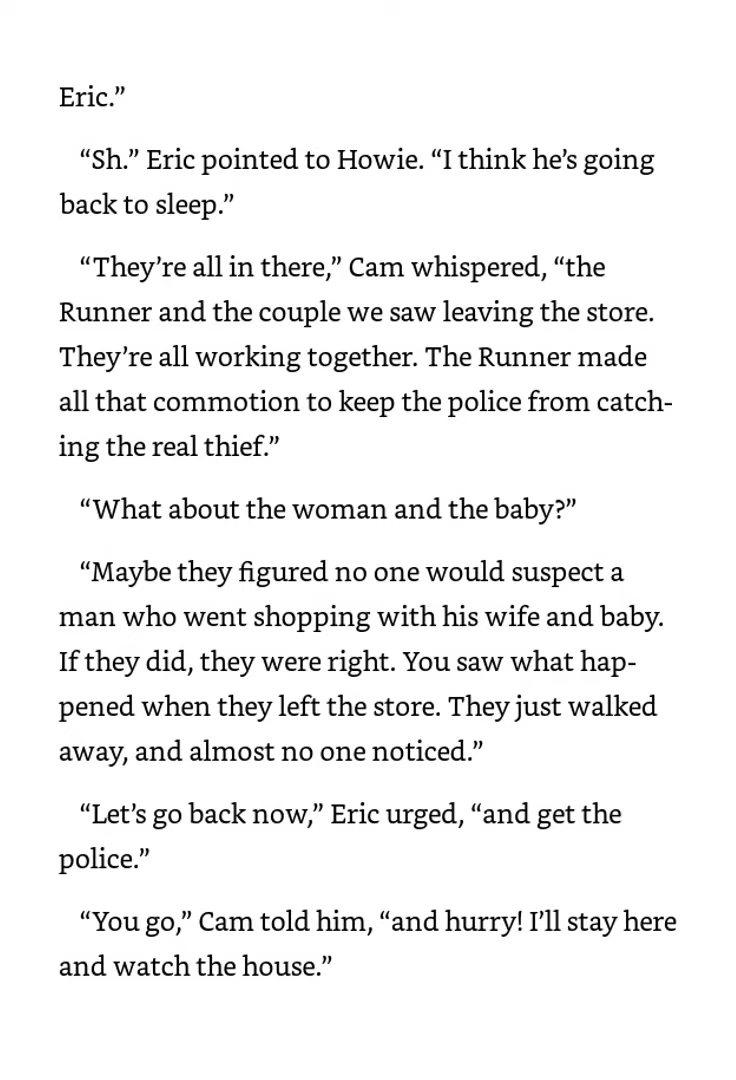 Eric.”
“Sh.” Eric pointed to Howie. “I think he’s going
back to sleep.”
“They’re all in there,” Cam whispered, “the
Runner and the couple we saw leaving the store.
They’re all working together. The Runner made
all that commotion to keep the police from catch-
ing the real thief.”
“What about the woman and the baby?”
“Maybe they figured no one would suspect a
man who went shopping with his wife and baby.
If they did, they were right. You saw what hap-
pened when they left the store. They just walked
away, and almost no one noticed.”
“Let’s go back now,” Eric urged, “and get the
police.”
“You go,” Cam told him, “and hurry! I’ll stay here
and watch the house.”